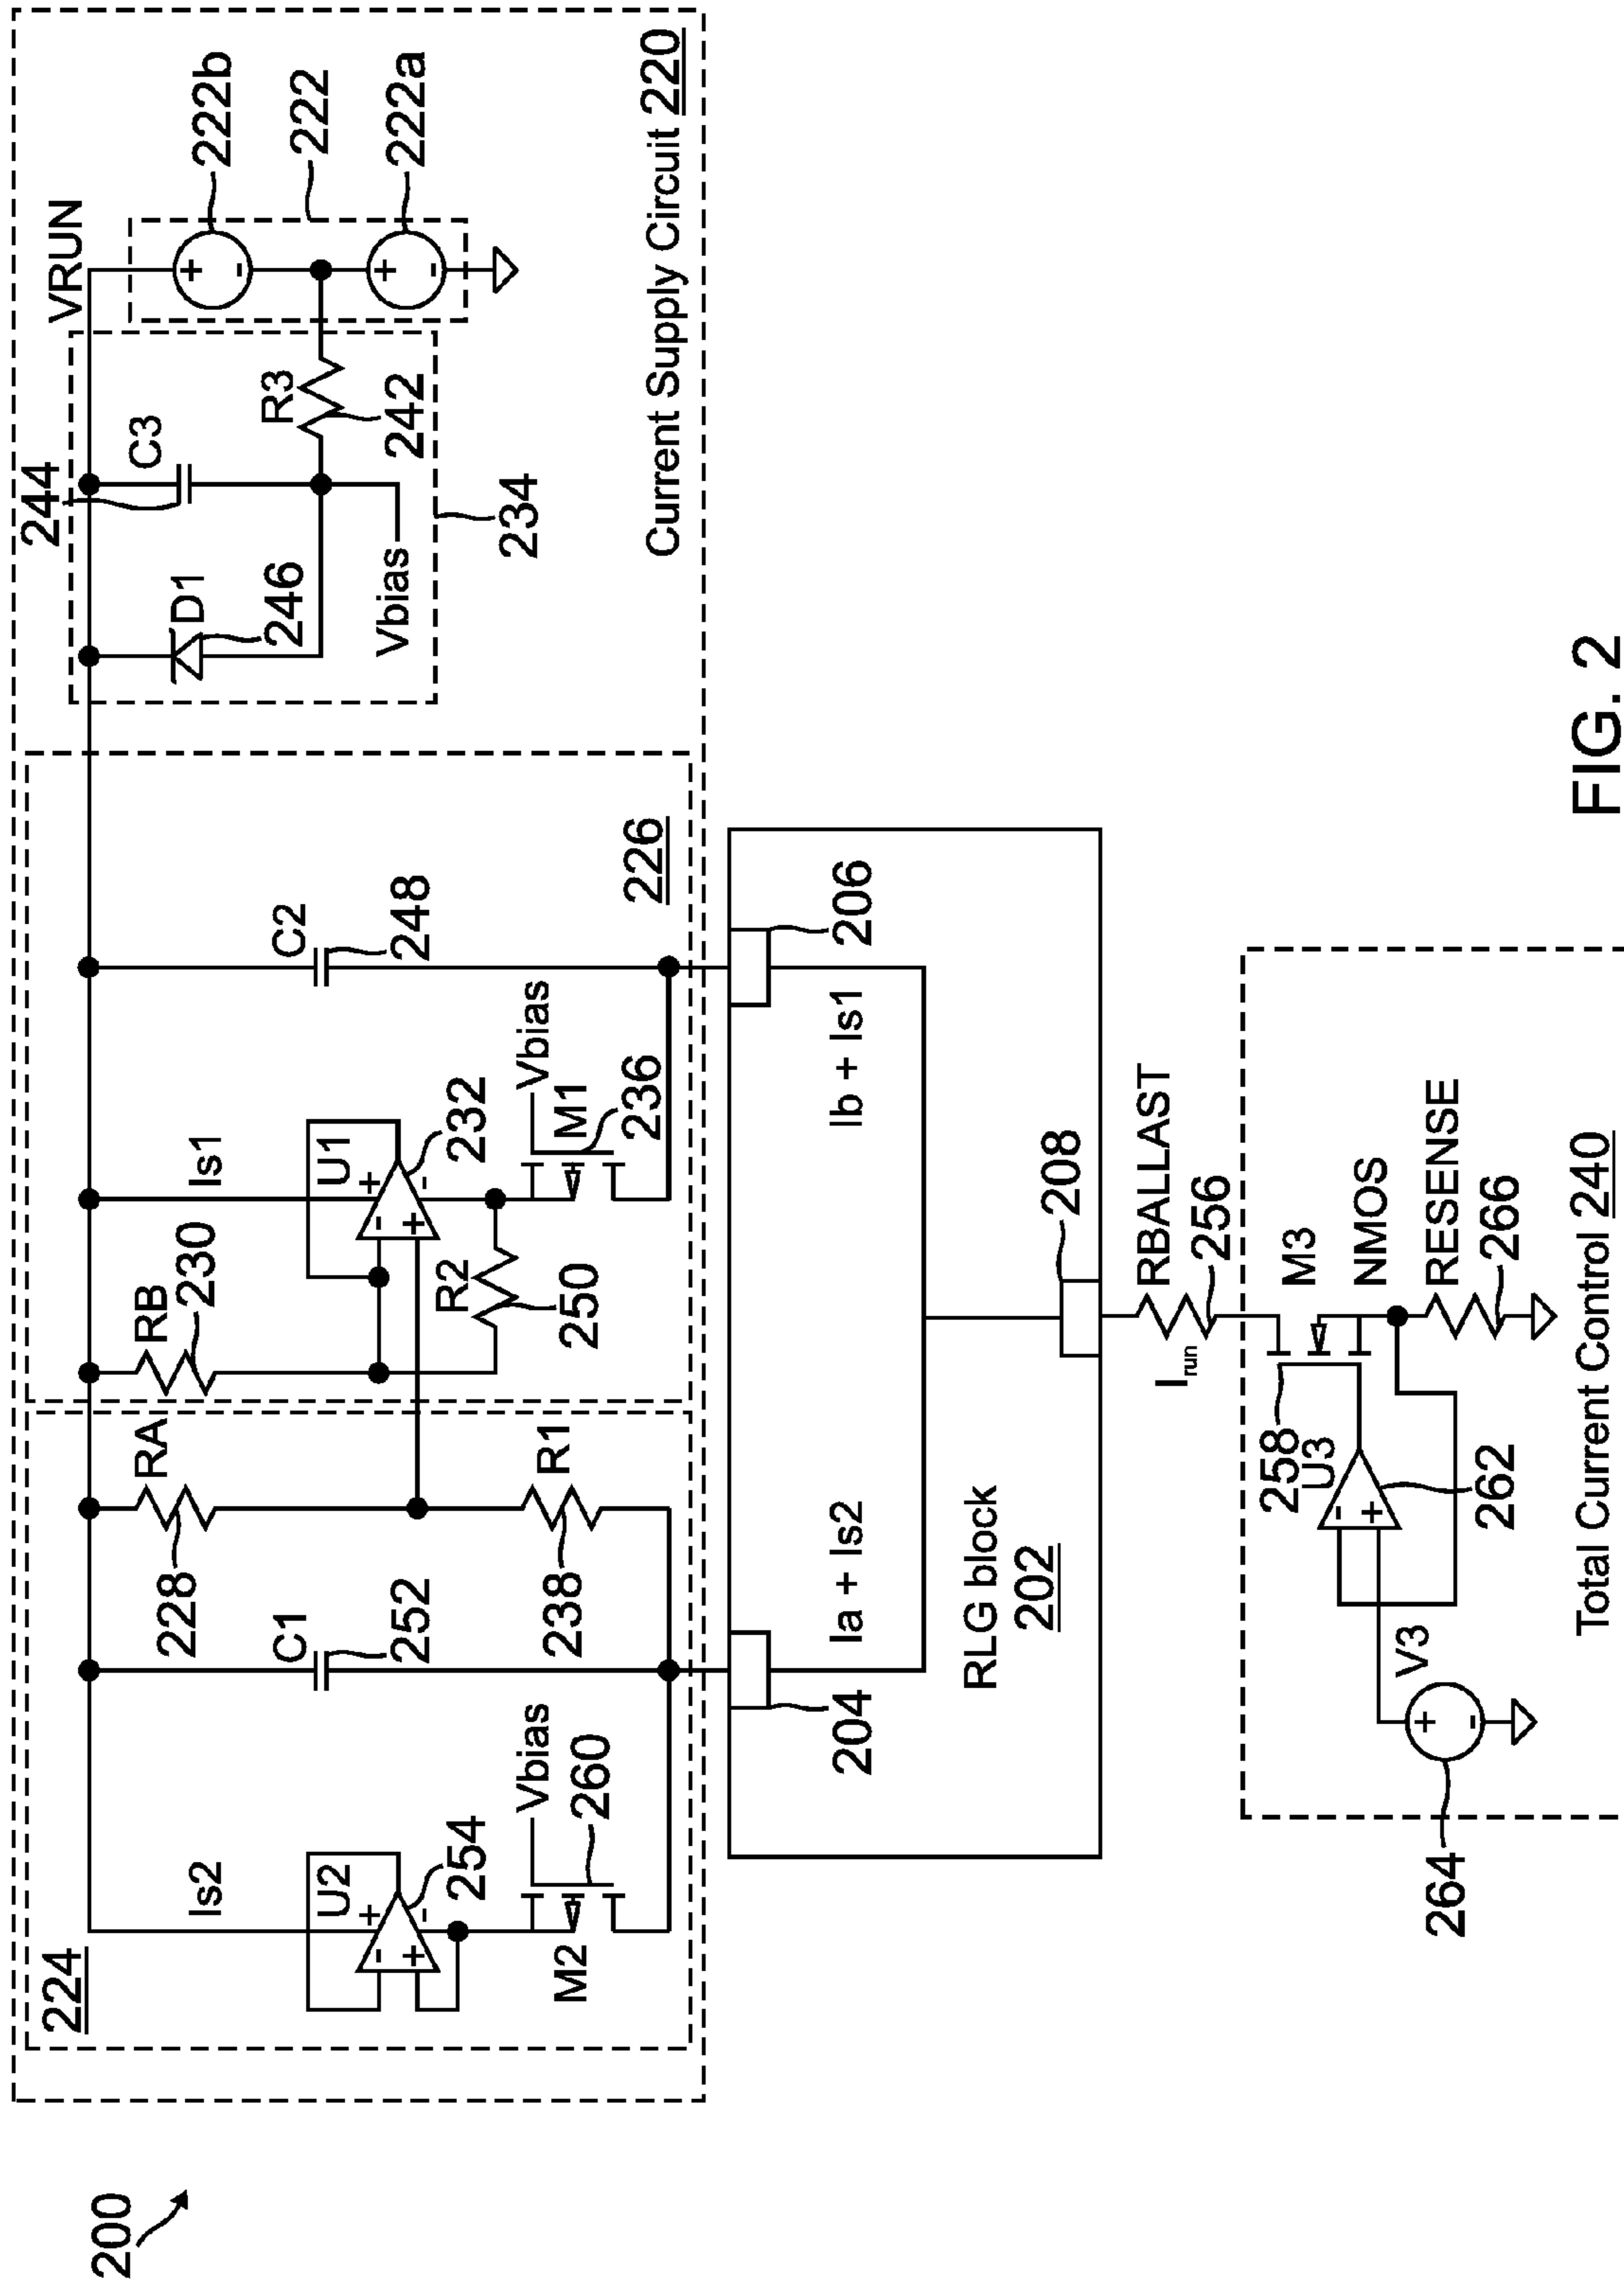 200
224
Is2
U2
+
-
-
+
254
Vbias
M2
260
C1
252
RA
228
R1
238
RB
230
Is1
U1
+
-
-
+
232
R2
250
Vbias
M1
236
C2
248
226
244
C3
D1
246
Vbias
R3
242
234
VRUN
+
-
222b
222
+
-
222a
Current Supply Circuit 220
204
206
Ia + Is2
Ib + Is1
RLG block
202
208
RBALLAST
256
Irun
M3
NMOS
258
U3
-
+
262
V3
+
-
264
RESENSE
266
Total Current Control 240
FIG. 2